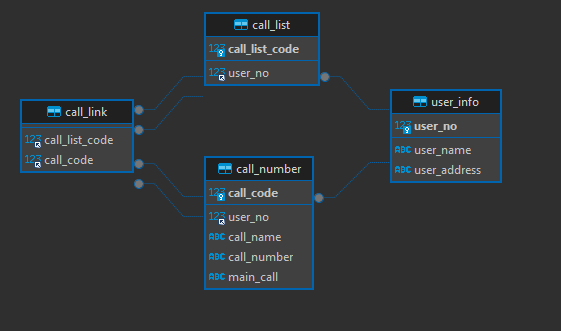 call_list
123 call_list_code
123 user_no
call_link
123 call_list_code
123 call_code
user_info
123 user_no
ABC user_name
ABC user_address
call_number
123 call_code
123 user_no
ABC call_name
ABC call_number
ABC main_call